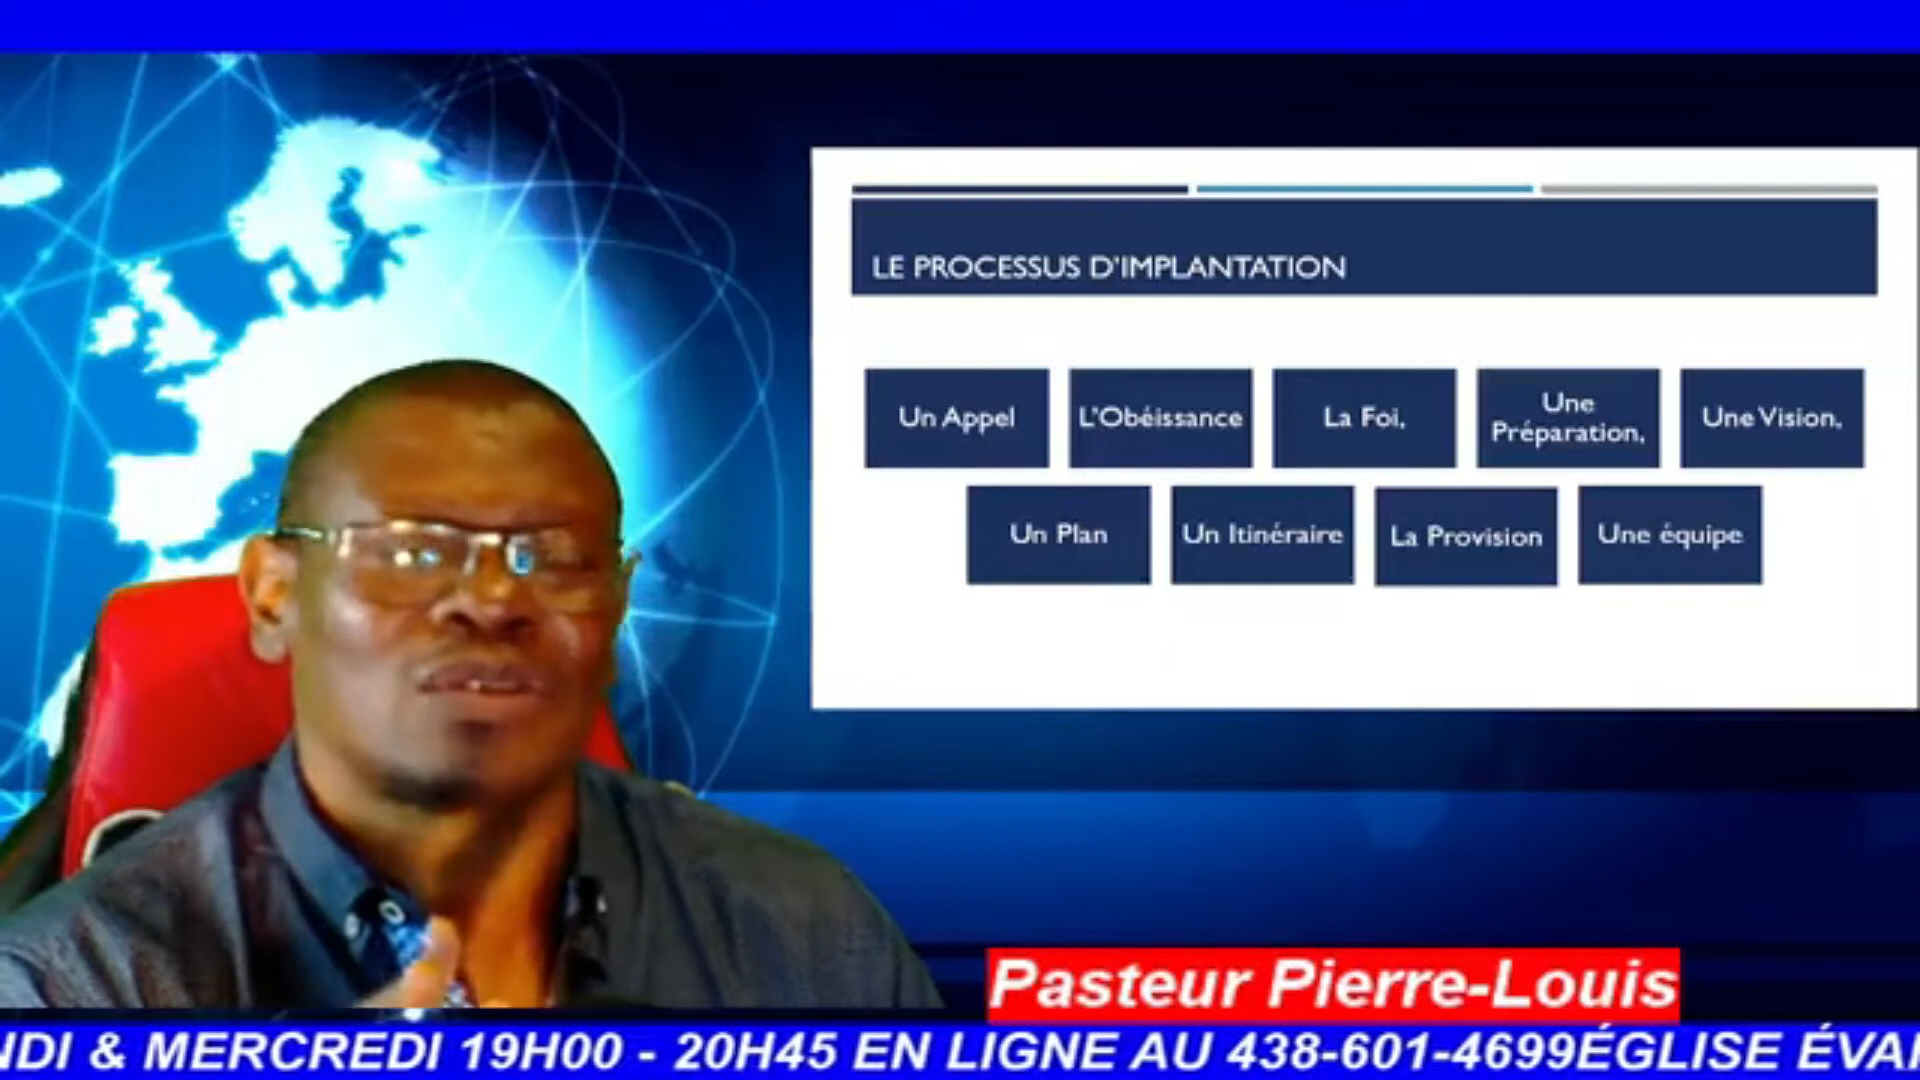 LE PROCESSUS D'IMPLANTATION
Un Appel
L'Obéissance
La Foi,
Une
Préparation,
Une Vision,
Un Plan
Un Itinéraire
La Provision
Une équipe
Pasteur Pierre-Louis
NDI & MERCREDI 19H00 - 20H45 EN LIGNE AU 438-601-4699ÉGLISE ÉVA